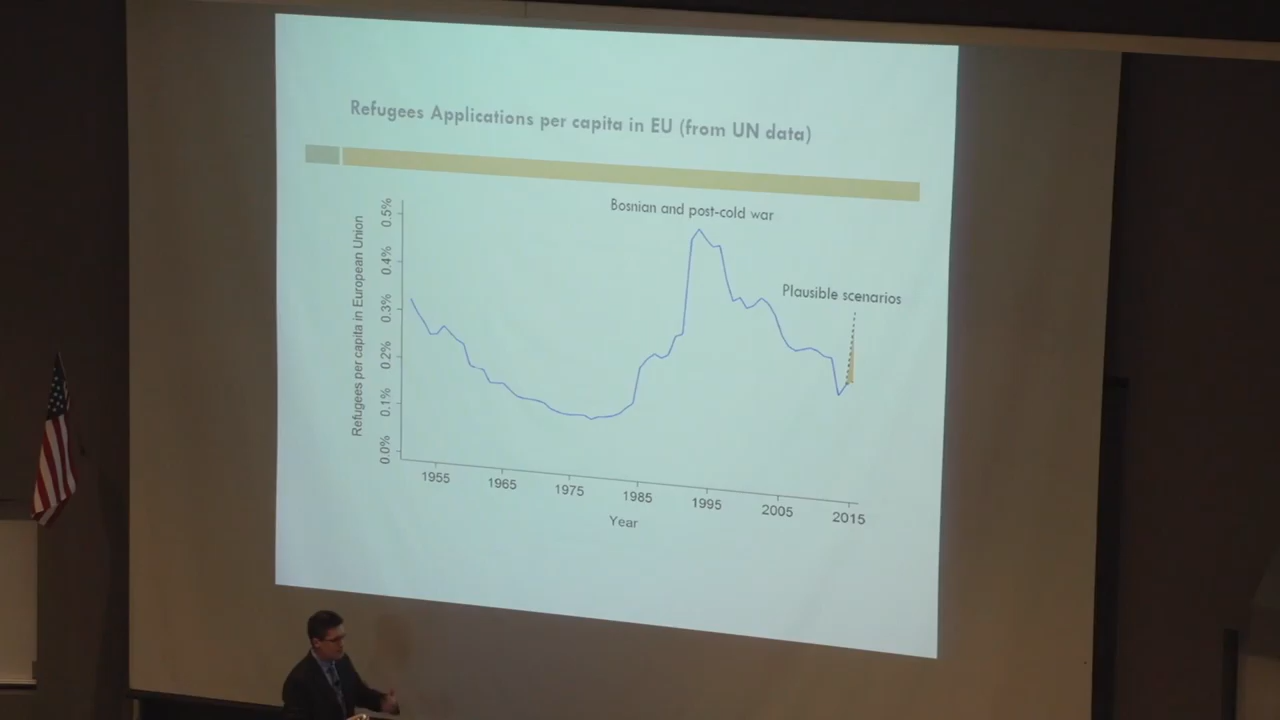 Refugees Applications per capita in EU (from UN data)
Bosnian and post-cold war
Plausible scenarios
Refugees per capita in European Union
0.5%
0.4%
0.3%
0.2%
0.1%
0.0%
1955 1965 1975 1985 1995 2005 2015
Year